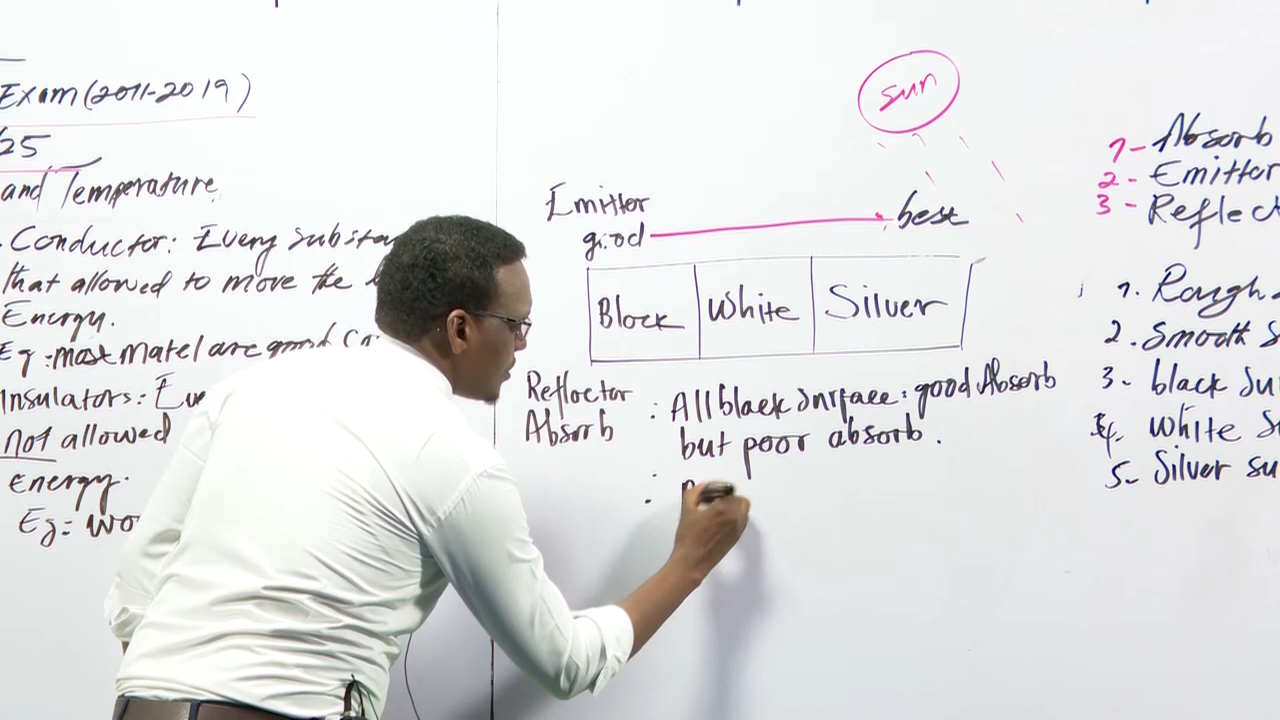 Exam (2011-2019)
25
and Temperature
Conductor: Every substan
that allowed to move the
Energy.
Eg: most Matel are good
Insulators: Eve
not allowed
Energy.
Eg= wo
sun
Emitter
good best
Block White Silver
Refloctor
Absorb
: All black surface: good Absorb
but poor absorb.
:
1- Absorb
2- Emitter
3- Reflect
1. Rough
2. Smooth S
3- black Su
4. White S
5- Silver su